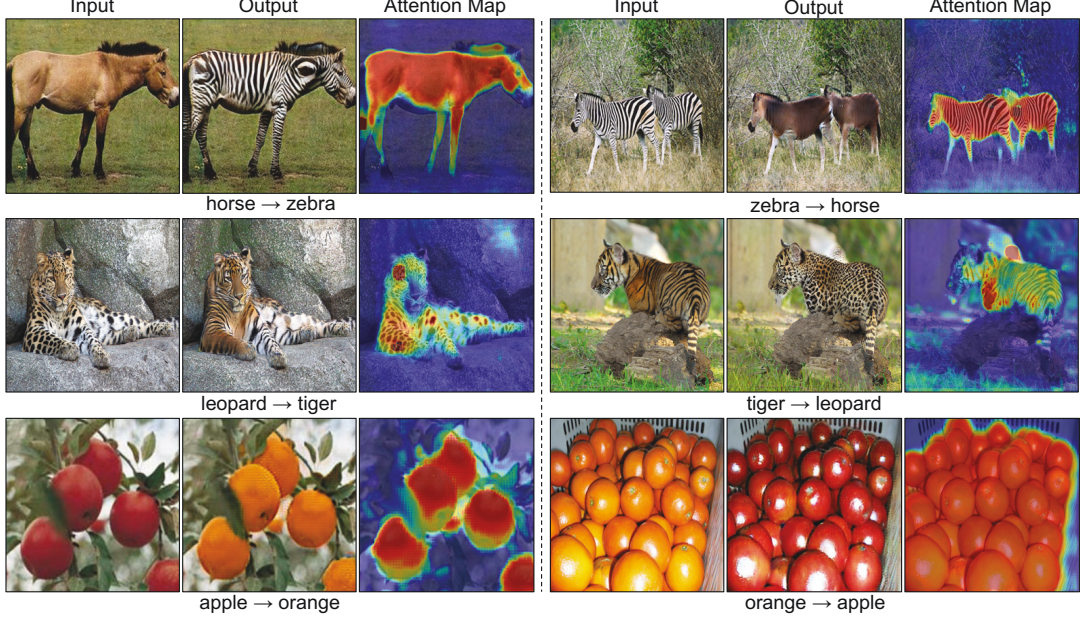 Input Output Attention Map Input Output Attention Map
horse → zebra zebra → horse
leopard → tiger tiger → leopard
apple → orange orange → apple